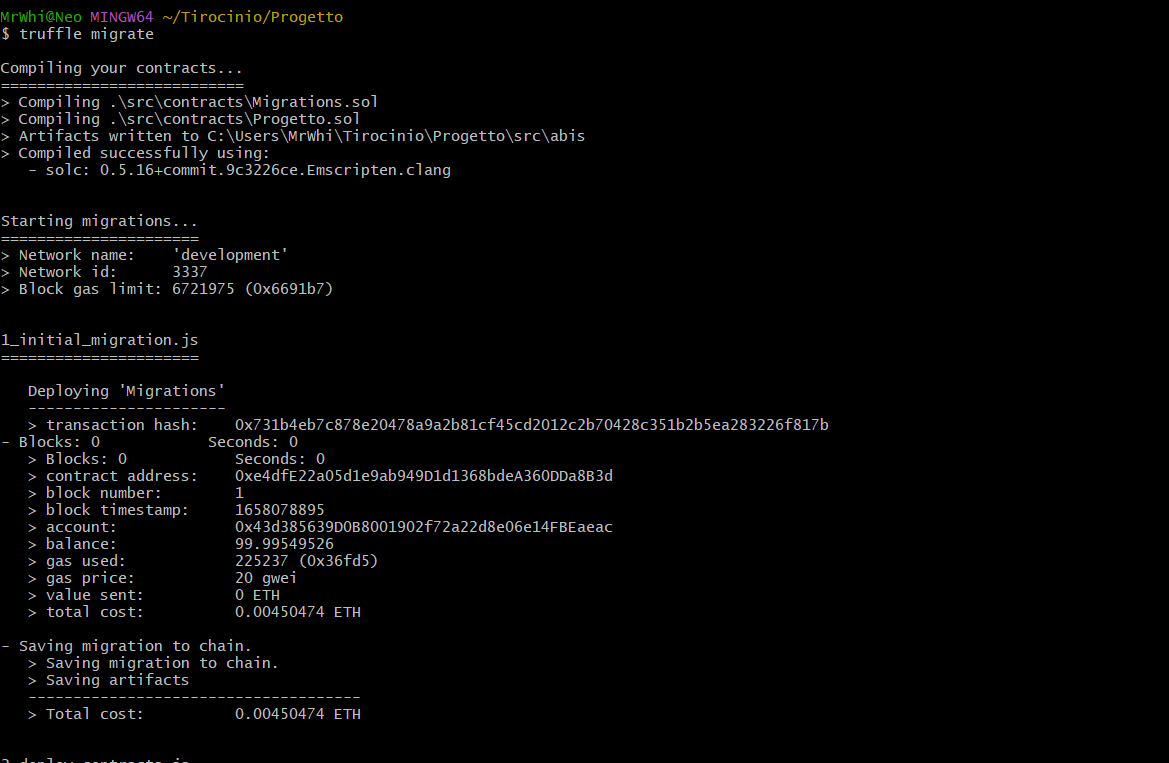 MrWhi@Neo MINGW64 ~/Tirocinio/Progetto
$ truffle migrate
Compiling your contracts...
===========================
> Compiling .\src\contracts\Migrations.sol
> Compiling .\src\contracts\Progetto.sol
> Artifacts written to C:\Users\MrWhi\Tirocinio\Progetto\src\abis
> Compiled successfully using:
   - solc: 0.5.16+commit.9c3226ce.Emscripten.clang
Starting migrations...
======================
> Network name:    'development'
> Network id:      3337
> Block gas limit: 6721975 (0x6691b7)
1_initial_migration.js
======================
   Deploying 'Migrations'
   ----------------------
   > transaction hash:    0x731b4eb7c878e20478a9a2b81cf45cd2012c2b70428c351b2b5ea283226f817b
- Blocks: 0            Seconds: 0
   > Blocks: 0            Seconds: 0
   > contract address:    0xe4dfE22a05d1e9ab949D1d1368bdeA360DDa8B3d
   > block number:        1
   > block timestamp:     1658078895
   > account:             0x43d385639D0B8001902f72a22d8e06e14FBEaeac
   > balance:             99.99549526
   > gas used:            225237 (0x36fd5)
   > gas price:           20 gwei
   > value sent:          0 ETH
   > total cost:          0.00450474 ETH
- Saving migration to chain.
   > Saving migration to chain.
   > Saving artifacts
   -------------------------------------
   > Total cost:          0.00450474 ETH